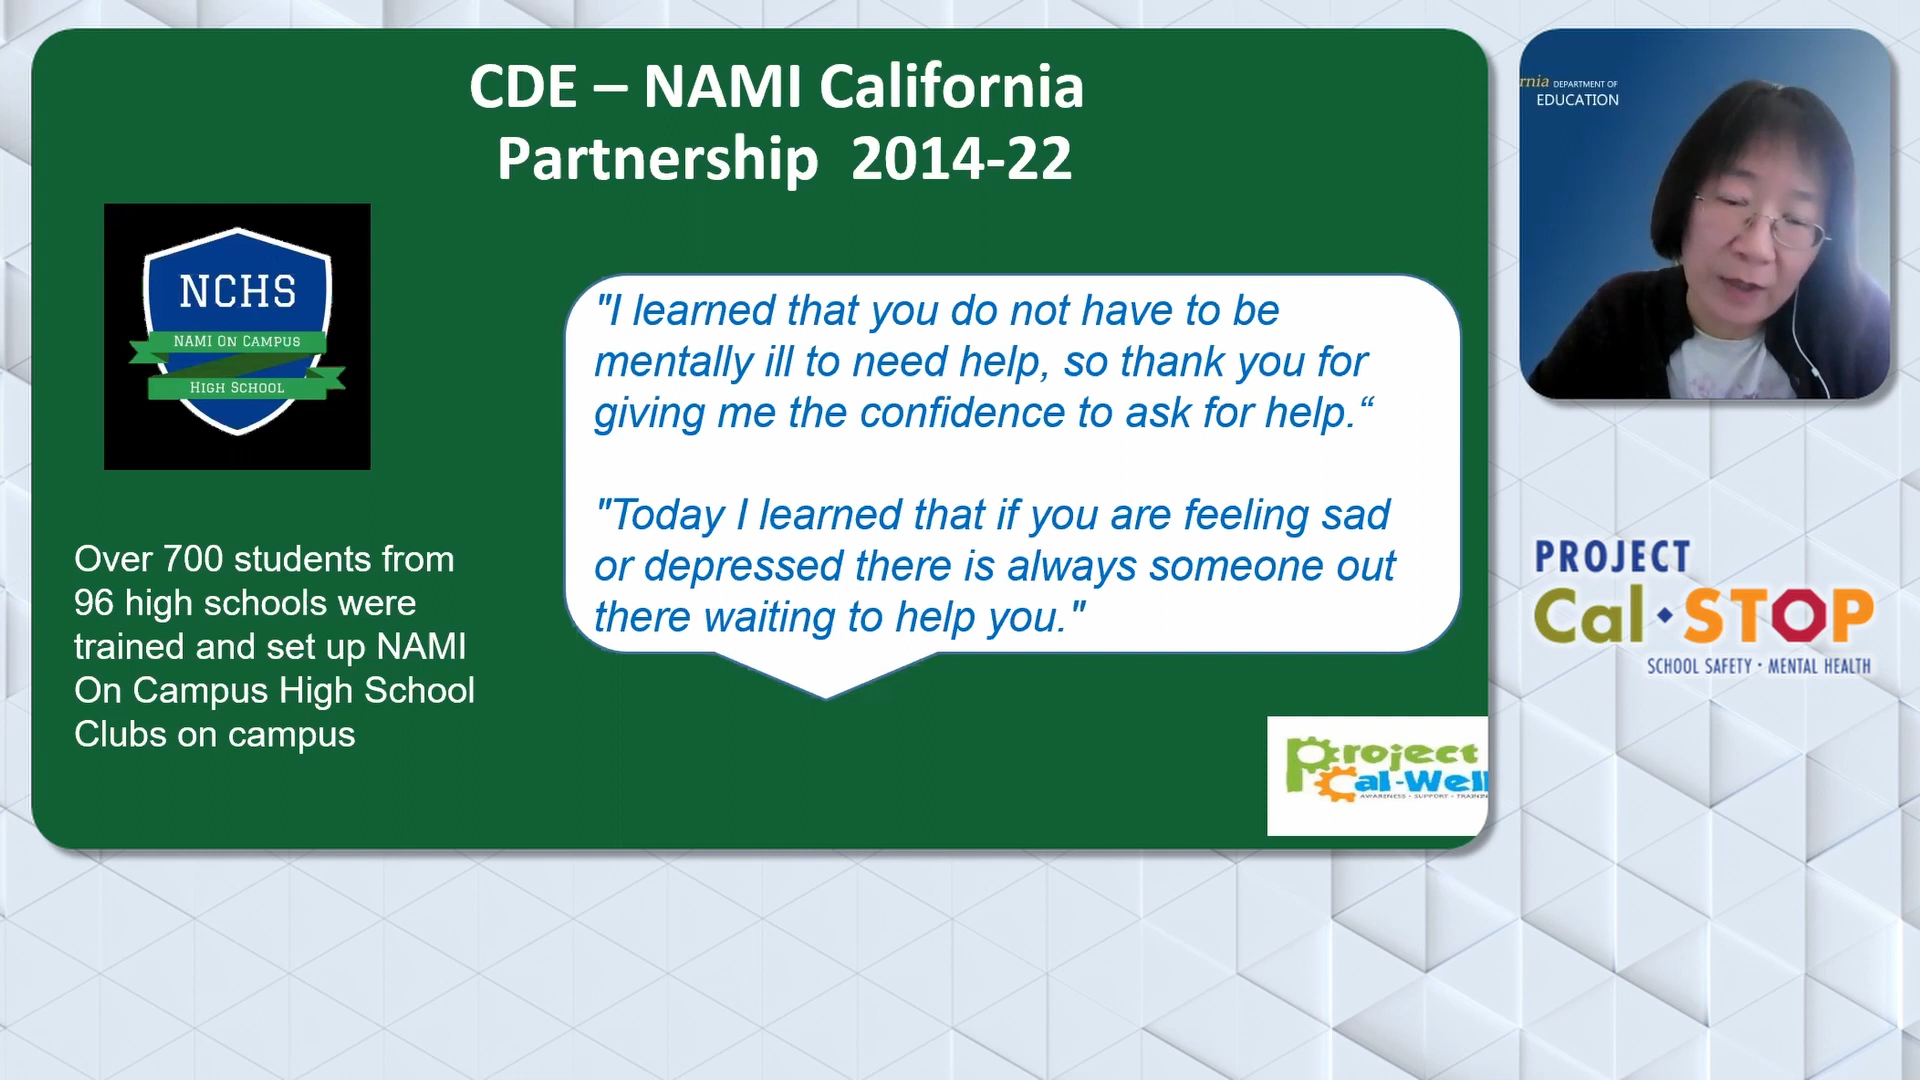 CDE – NAMI California
Partnership 2014-22
NCHS
NAMI ON CAMPUS
HIGH SCHOOL
Over 700 students from
96 high schools were
trained and set up NAMI
On Campus High School
Clubs on campus
"I learned that you do not have to be
mentally ill to need help, so thank you for
giving me the confidence to ask for help.“
"Today I learned that if you are feeling sad
or depressed there is always someone out
there waiting to help you."
Project
Cal-Well
AWARENESS • SUPPORT • TRAININ
rnia DEPARTMENT OF
EDUCATION
PROJECT
Cal•STOP
SCHOOL SAFETY • MENTAL HEALTH